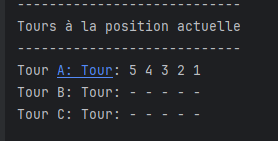 ---------------------------
Tours à la position actuelle
---------------------------
Tour A: Tour: 5 4 3 2 1
Tour B: Tour: - - - - -
Tour C: Tour: - - - - -